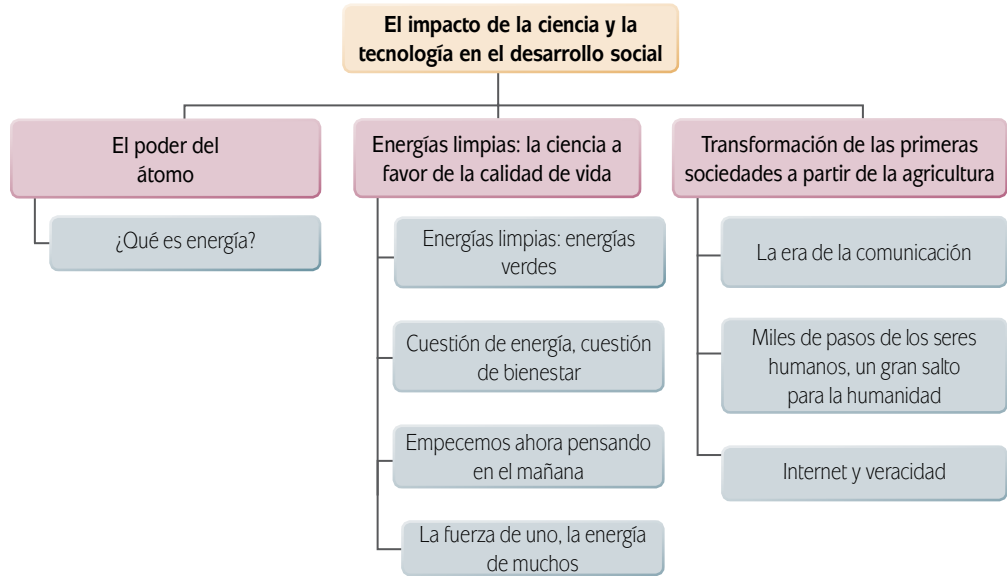 El impacto de la ciencia y la
tecnología en el desarrollo social
El poder del
átomo
¿Qué es energía?
Energías limpias: la ciencia a
favor de la calidad de vida
Energías limpias: energías
verdes
Cuestión de energía, cuestión
de bienestar
Empecemos ahora pensando
en el mañana
La fuerza de uno, la energía
de muchos
Transformación de las primeras
sociedades a partir de la agricultura
La era de la comunicación
Miles de pasos de los seres
humanos, un gran salto
para la humanidad
Internet y veracidad